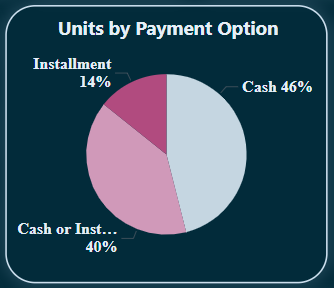 Units by Payment Option
Installment
14%
Cash 46%
Cash or Inst...
40%